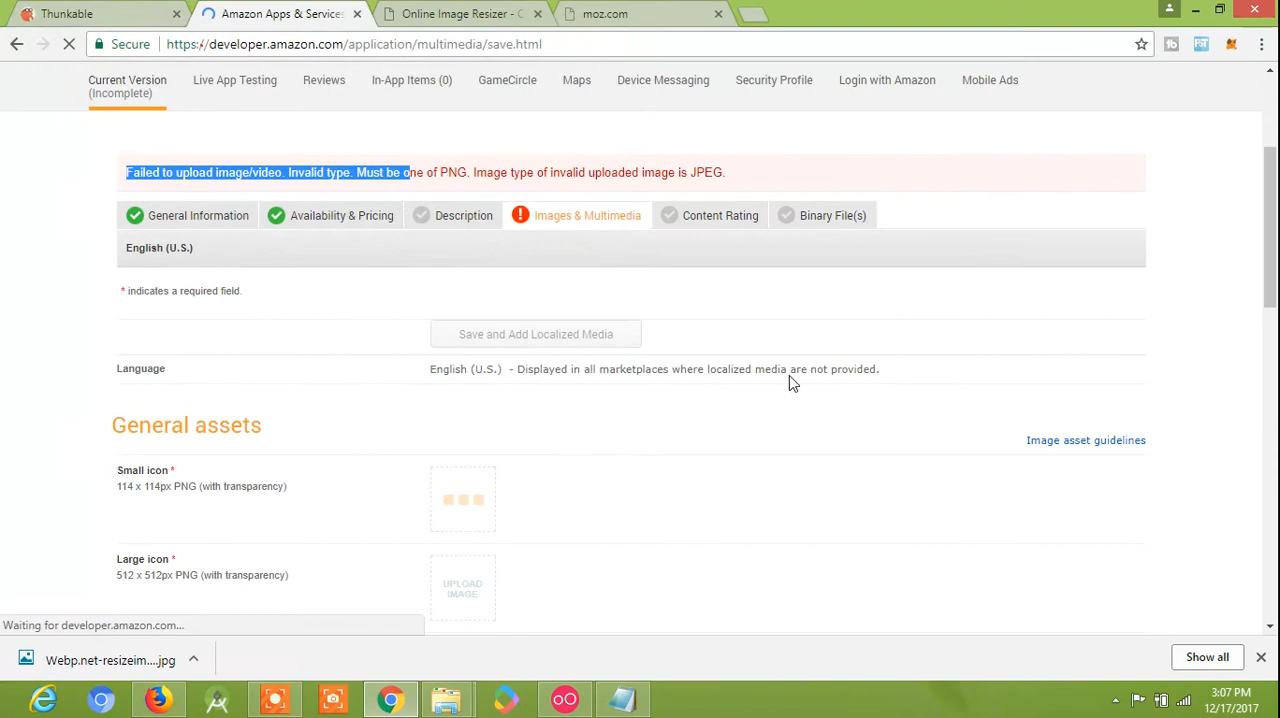 Thunkable
Amazon Apps & Services
Online Image Resizer - C
moz.com
Secure
https://developer.amazon.com/application/multimedia/save.html
Current Version
(Incomplete)
Live App Testing
Reviews
In-App Items (0)
GameCircle
Maps
Device Messaging
Security Profile
Login with Amazon
Mobile Ads
Failed to upload image/video. Invalid type. Must be one of PNG. Image type of invalid uploaded image is JPEG.
General Information
Availability & Pricing
Description
Images & Multimedia
Content Rating
Binary File(s)
English (U.S.)
* indicates a required field.
Save and Add Localized Media
Language
English (U.S.) - Displayed in all marketplaces where localized media are not provided.
General assets
Image asset guidelines
Small icon *
114 x 114px PNG (with transparency)
Large icon *
512 x 512px PNG (with transparency)
UPLOAD
IMAGE
Waiting for developer.amazon.com...
Webp.net-resizeim....jpg
Show all
3:07 PM
12/17/2017